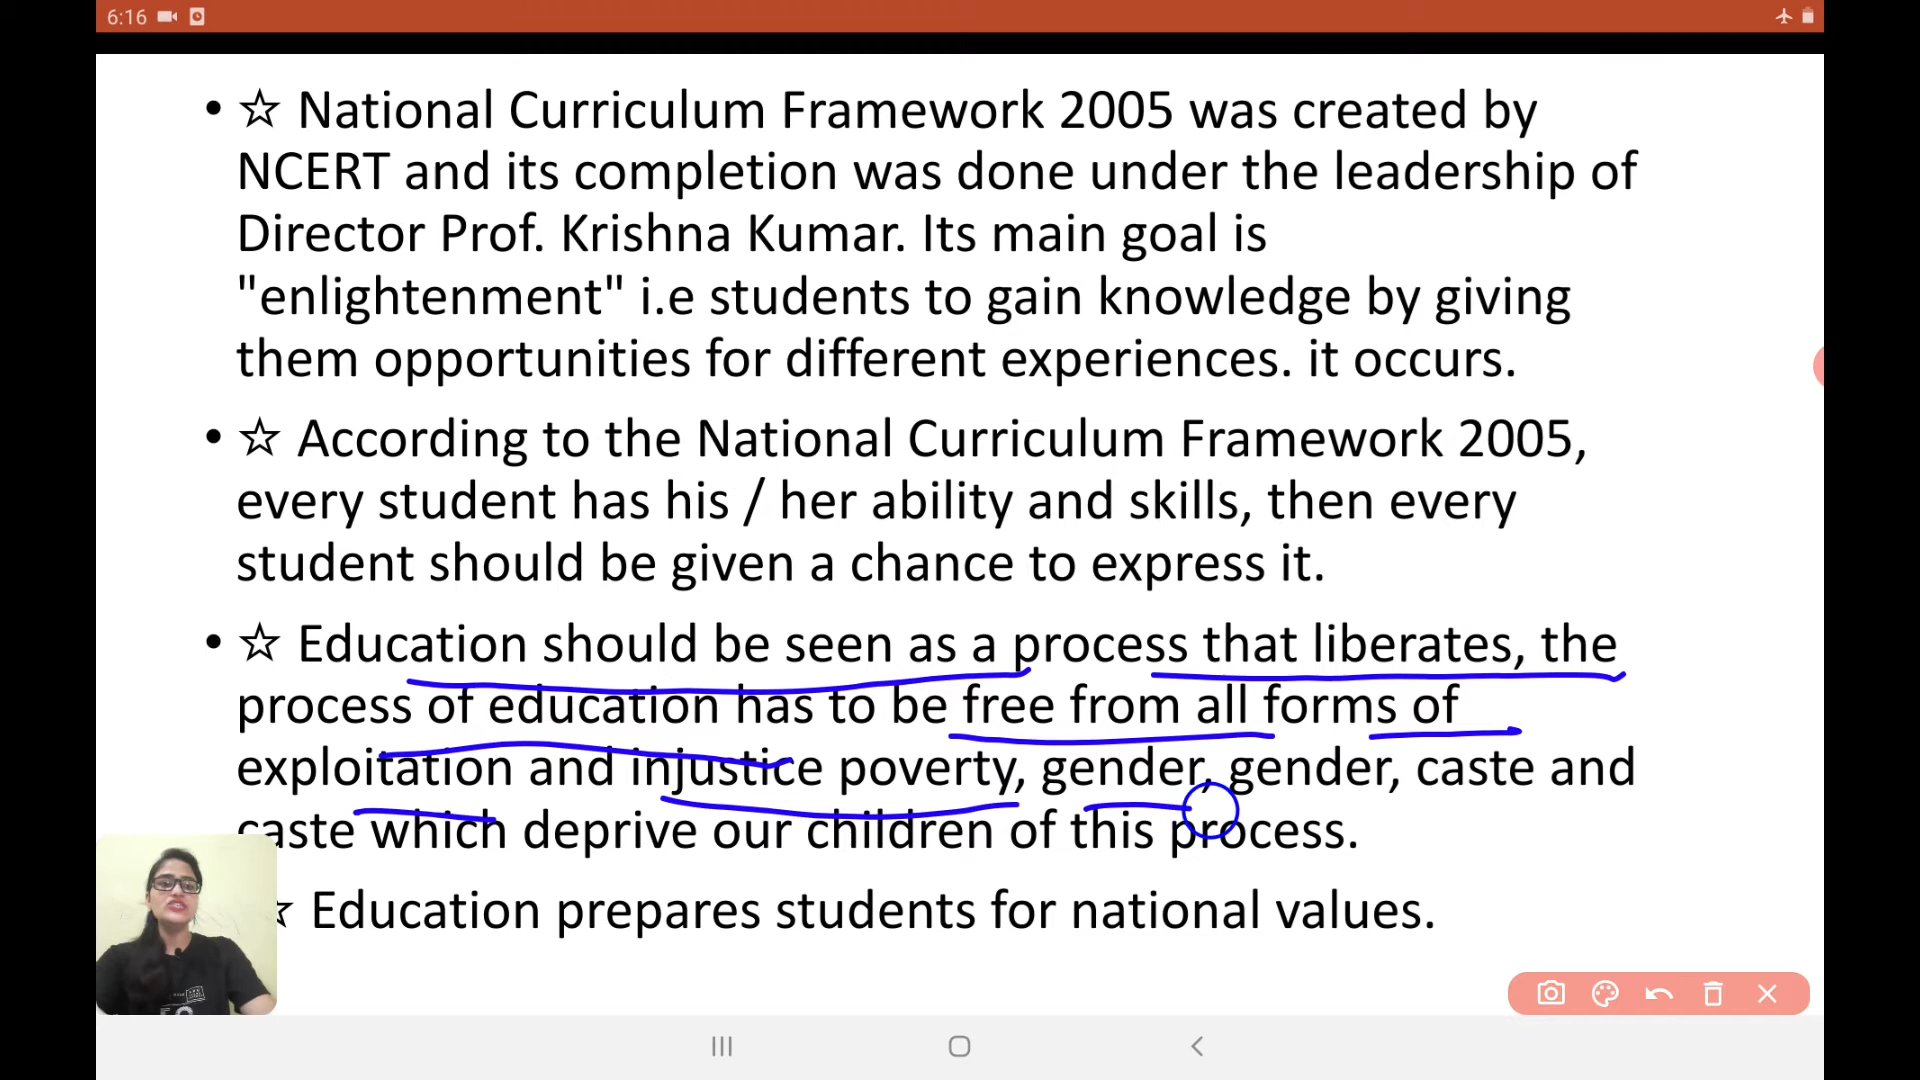 6:16
• ☆ National Curriculum Framework 2005 was created by
NCERT and its completion was done under the leadership of
Director Prof. Krishna Kumar. Its main goal is
"enlightenment" i.e students to gain knowledge by giving
them opportunities for different experiences. it occurs.
• ☆ According to the National Curriculum Framework 2005,
every student has his / her ability and skills, then every
student should be given a chance to express it.
• ☆ Education should be seen as a process that liberates, the
process of education has to be free from all forms of
exploitation and injustice poverty, gender, gender, caste and
caste which deprive our children of this process.
☆ Education prepares students for national values.